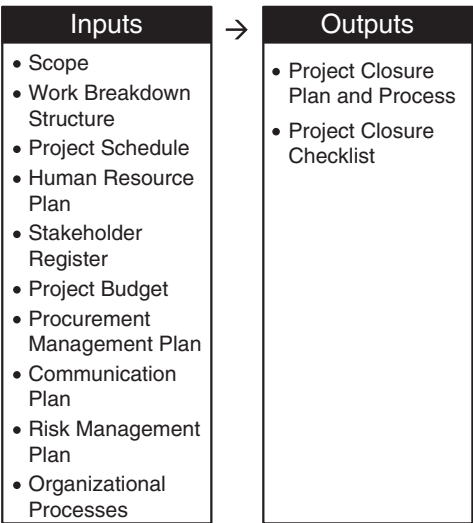 Inputs
• Scope
• Work Breakdown
Structure
• Project Schedule
• Human Resource
Plan
• Stakeholder
Register
• Project Budget
• Procurement
Management Plan
• Communication
Plan
• Risk Management
Plan
• Organizational
Processes
→
Outputs
• Project Closure
Plan and Process
• Project Closure
Checklist